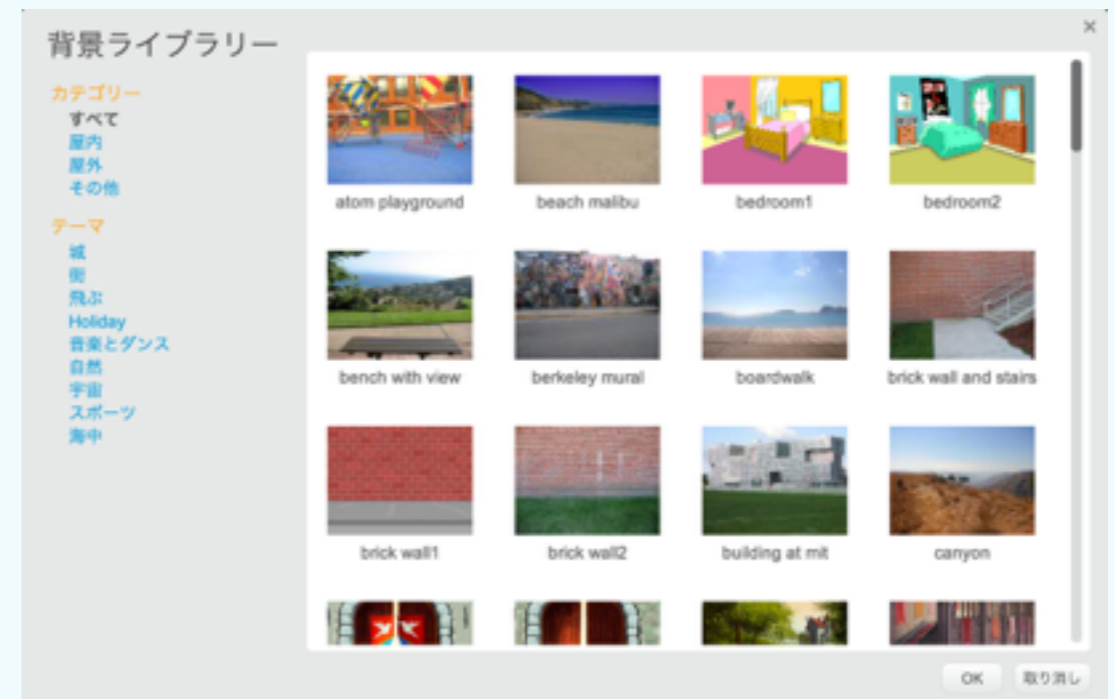 背景ライブラリー
×
カテゴリー
すべて
屋内
屋外
その他
テーマ
城
街
飛ぶ
Holiday
音楽とダンス
自然
宇宙
スポーツ
海中
atom playground
beach malibu
bedroom1
bedroom2
bench with view
berkeley mural
boardwalk
brick wall and stairs
brick wall1
brick wall2
building at mit
canyon
OK
取り消し